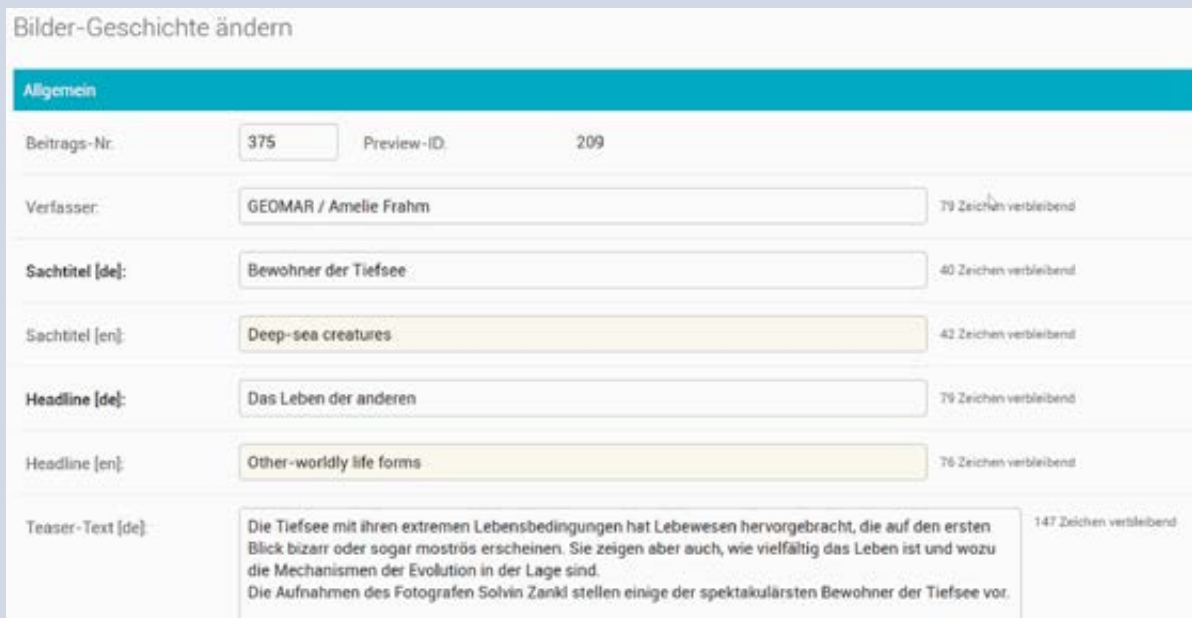 Bilder-Geschichte ändern
Allgemein
Beitrags-Nr. 375 Preview-ID: 209
Verfasser: GEOMAR / Amelie Frahm 79 Zeichen verbleibend
Sachtitel [de]: Bewohner der Tiefsee 40 Zeichen verbleibend
Sachtitel [en]: Deep-sea creatures 42 Zeichen verbleibend
Headline [de]: Das Leben der anderen 79 Zeichen verbleibend
Headline [en]: Other-worldly life forms 76 Zeichen verbleibend
Teaser-Text [de]: Die Tiefsee mit ihren extremen Lebensbedingungen hat Lebewesen hervorgebracht, die auf den ersten 147 Zeichen verbleibend
Blick bizarr oder sogar moströs erscheinen. Sie zeigen aber auch, wie vielfältig das Leben ist und wozu
die Mechanismen der Evolution in der Lage sind.
Die Aufnahmen des Fotografen Solvin Zankl stellen einige der spektakulärsten Bewohner der Tiefsee vor.